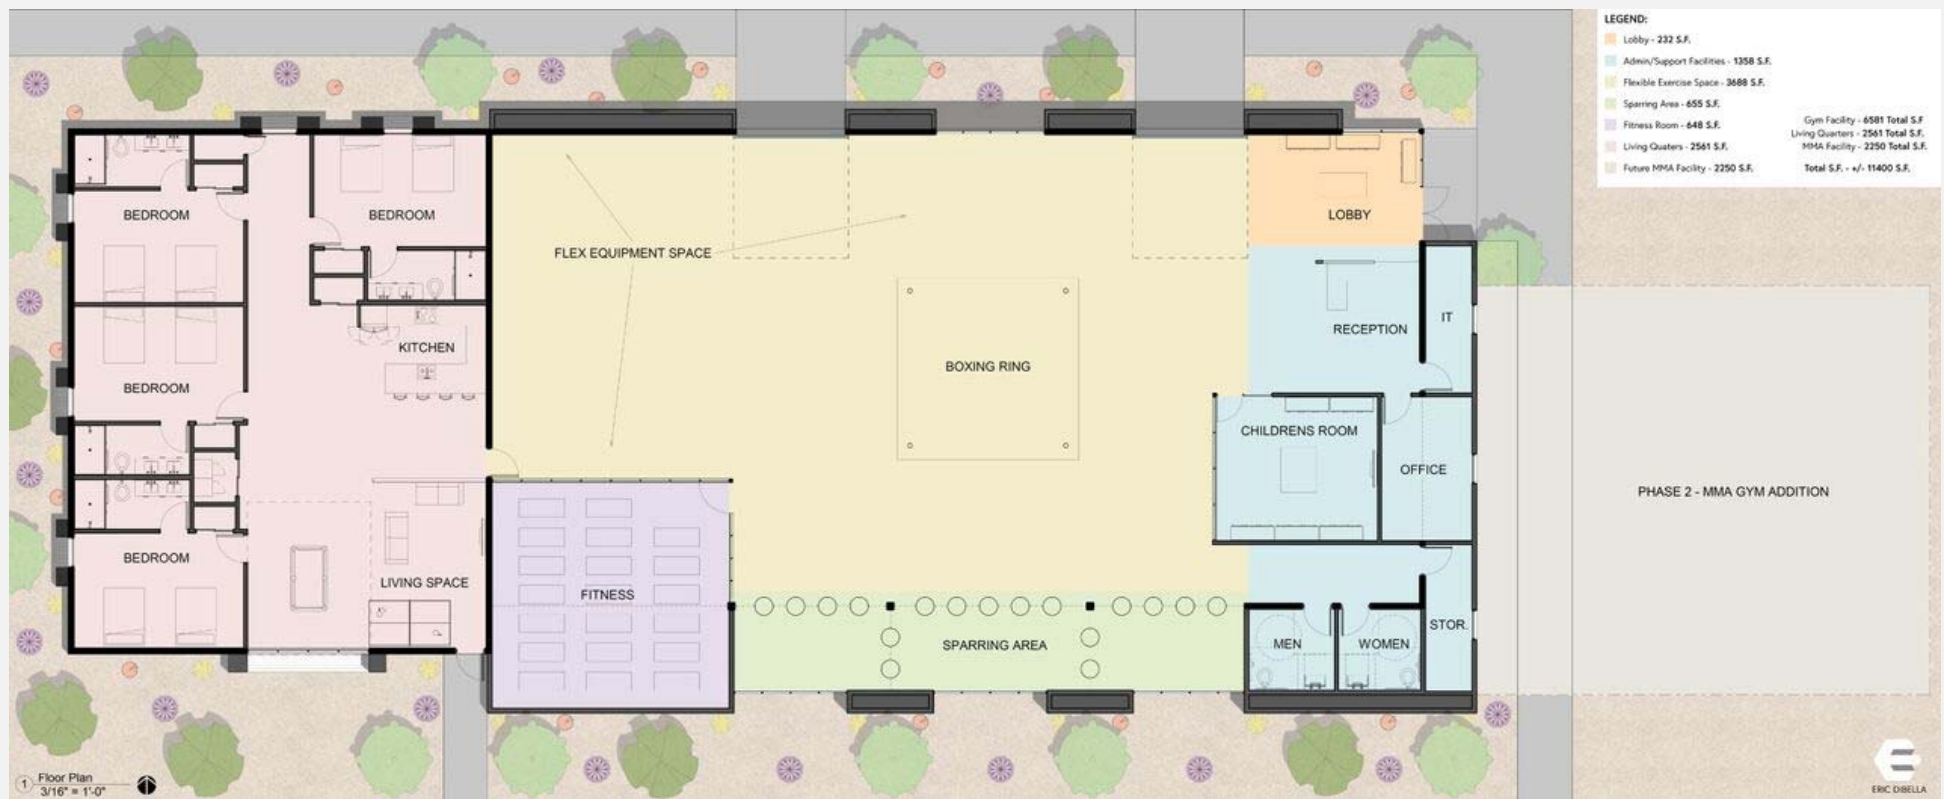 LEGEND:
Lobby - 232 S.F.
Admin/Support Facilities - 1358 S.F.
Flexible Exercise Space - 3688 S.F.
Sparring Area - 655 S.F.
Fitness Room - 648 S.F.
Living Quaters - 2561 S.F.
Future MMA Facility - 2250 S.F.
Gym Facility - 6581 Total S.F
Living Quarters - 2561 Total S.F.
MMA Facility - 2250 Total S.F.
Total S.F. - +/- 11400 S.F.
BEDROOM
BEDROOM
LOBBY
FLEX EQUIPMENT SPACE
RECEPTION
IT
KITCHEN
BOXING RING
BEDROOM
CHILDRENS ROOM
OFFICE
PHASE 2 - MMA GYM ADDITION
BEDROOM
LIVING SPACE
FITNESS
SPARRING AREA
MEN
WOMEN
STOR.
1
Floor Plan
3/16" = 1'-0"
ERIC DIBELLA